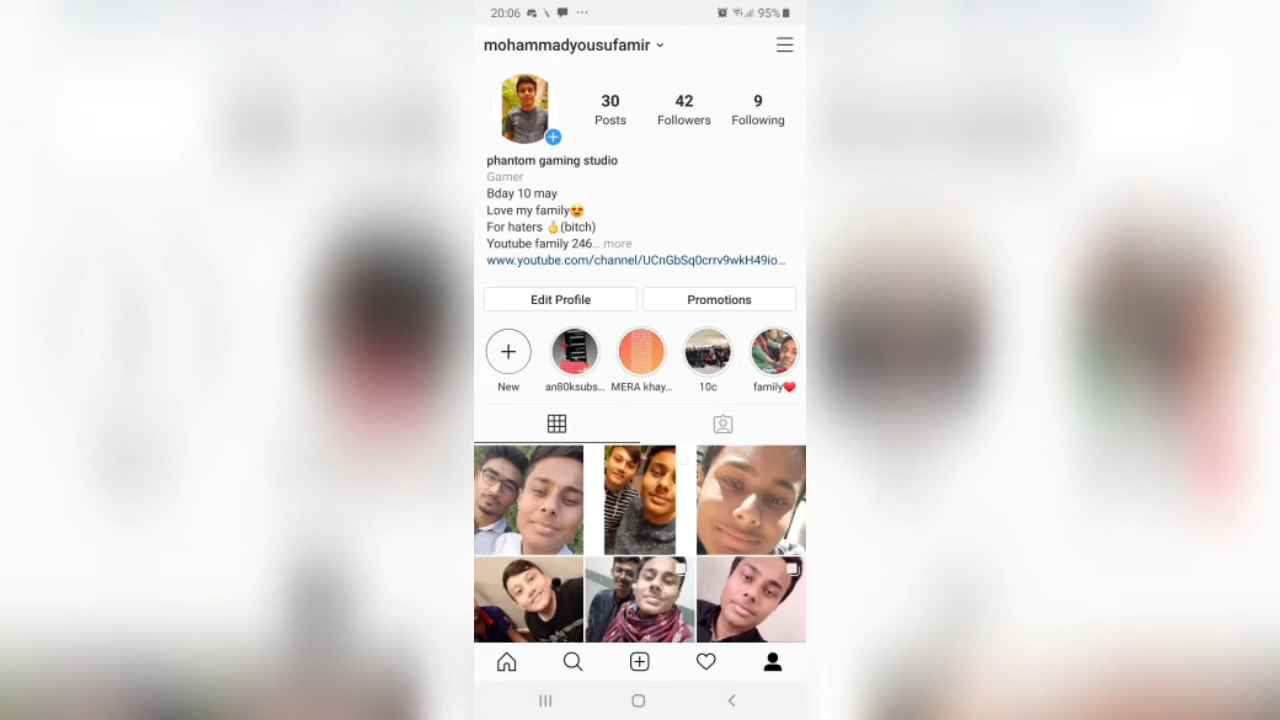 20:06 ... 95%
mohammadyousufamir
30 42 9
Posts Followers Following
phantom gaming studio
Gamer
Bday 10 may
Love my family😍
For haters 🖕(bitch)
Youtube family 246... more
www.youtube.com/channel/UCnGbSq0crrv9wkH49io...
Edit Profile Promotions
New an80ksubs... MERA khay... 10c family❤️